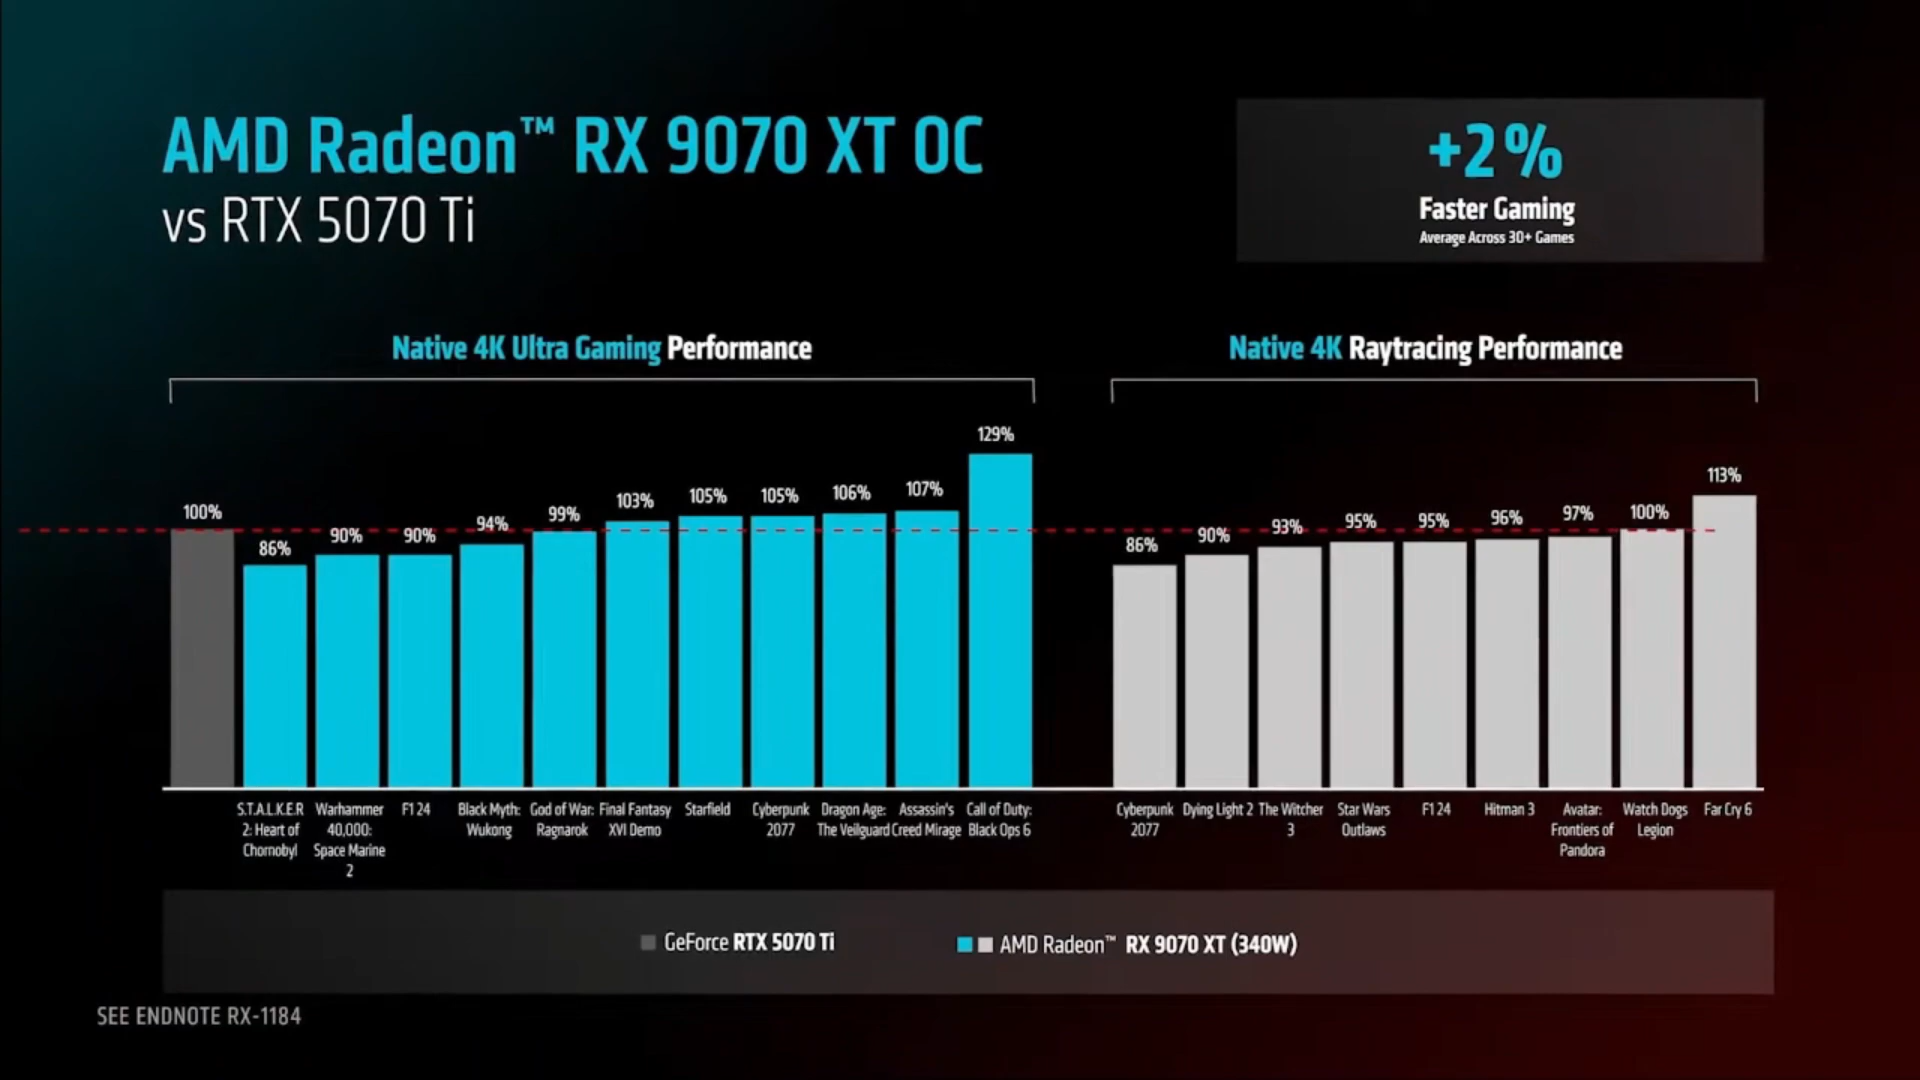 AMD Radeon™ RX 9070 XT OC
vs RTX 5070 Ti
+2%
Faster Gaming
Average Across 30+ Games
Native 4K Ultra Gaming Performance
100%
86%
90%
90%
94%
99%
103%
105%
105%
106%
107%
129%
S.T.A.L.K.E.R
2: Heart of
Chornobyl
Warhammer
40,000:
Space Marine
2
F1 24
Black Myth:
Wukong
God of War:
Ragnarok
Final Fantasy
XVI Demo
Starfield
Cyberpunk
2077
Dragon Age:
The Veilguard
Assassin's
Creed Mirage
Call of Duty:
Black Ops 6
Native 4K Raytracing Performance
86%
90%
93%
95%
95%
96%
97%
100%
113%
Cyberpunk
2077
Dying Light 2
The Witcher
3
Star Wars
Outlaws
F1 24
Hitman 3
Avatar:
Frontiers of
Pandora
Watch Dogs
Legion
Far Cry 6
GeForce RTX 5070 Ti
AMD Radeon™ RX 9070 XT (340W)
SEE ENDNOTE RX-1184